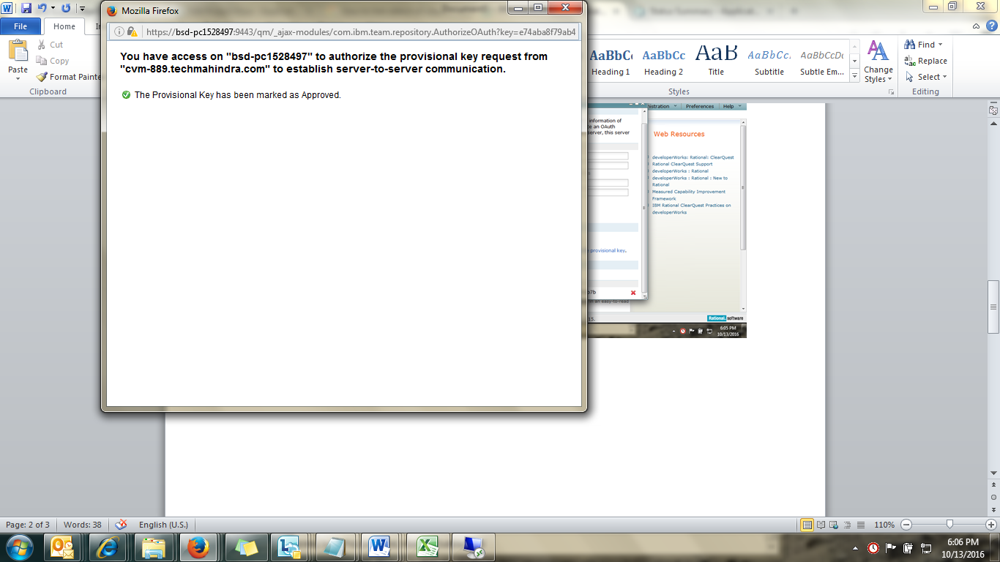 Mozilla Firefox
https://bsd-pc1528497:9443/qm/_ajax-modules/com.ibm.team.repository.AuthorizeOAuth?key=e74aba8f79ab4
You have access on "bsd-pc1528497" to authorize the provisional key request from
"cvm-889.techmahindra.com" to establish server-to-server communication.
The Provisional Key has been marked as Approved.
File
Home
Paste
Cut
Copy
Format Painte
Clipboard
AaBbCc
AaBbCc
AaBb
AaBbCc
AaBbCcDc
Heading 1
Heading 2
Title
Subtitle
Subtle Em...
Change
Styles
Styles
Find
Replace
Select
Editing
istration
Preferences
Help
information of
te an OAuth
server, this server
provisional key.
b7b
in an easy-to-read
15.
Web Resources
developerWorks: Rational: ClearQuest
Rational ClearQuest Support
developerWorks : Rational
developerWorks : Rational : New to
Rational
Measured Capability Improvement
Framework
IBM Rational ClearQuest Practices on
developerWorks
Rational. software
6:05 PM
10/13/2016
Page: 2 of 3
Words: 38
English (U.S.)
110%
6:06 PM
10/13/2016